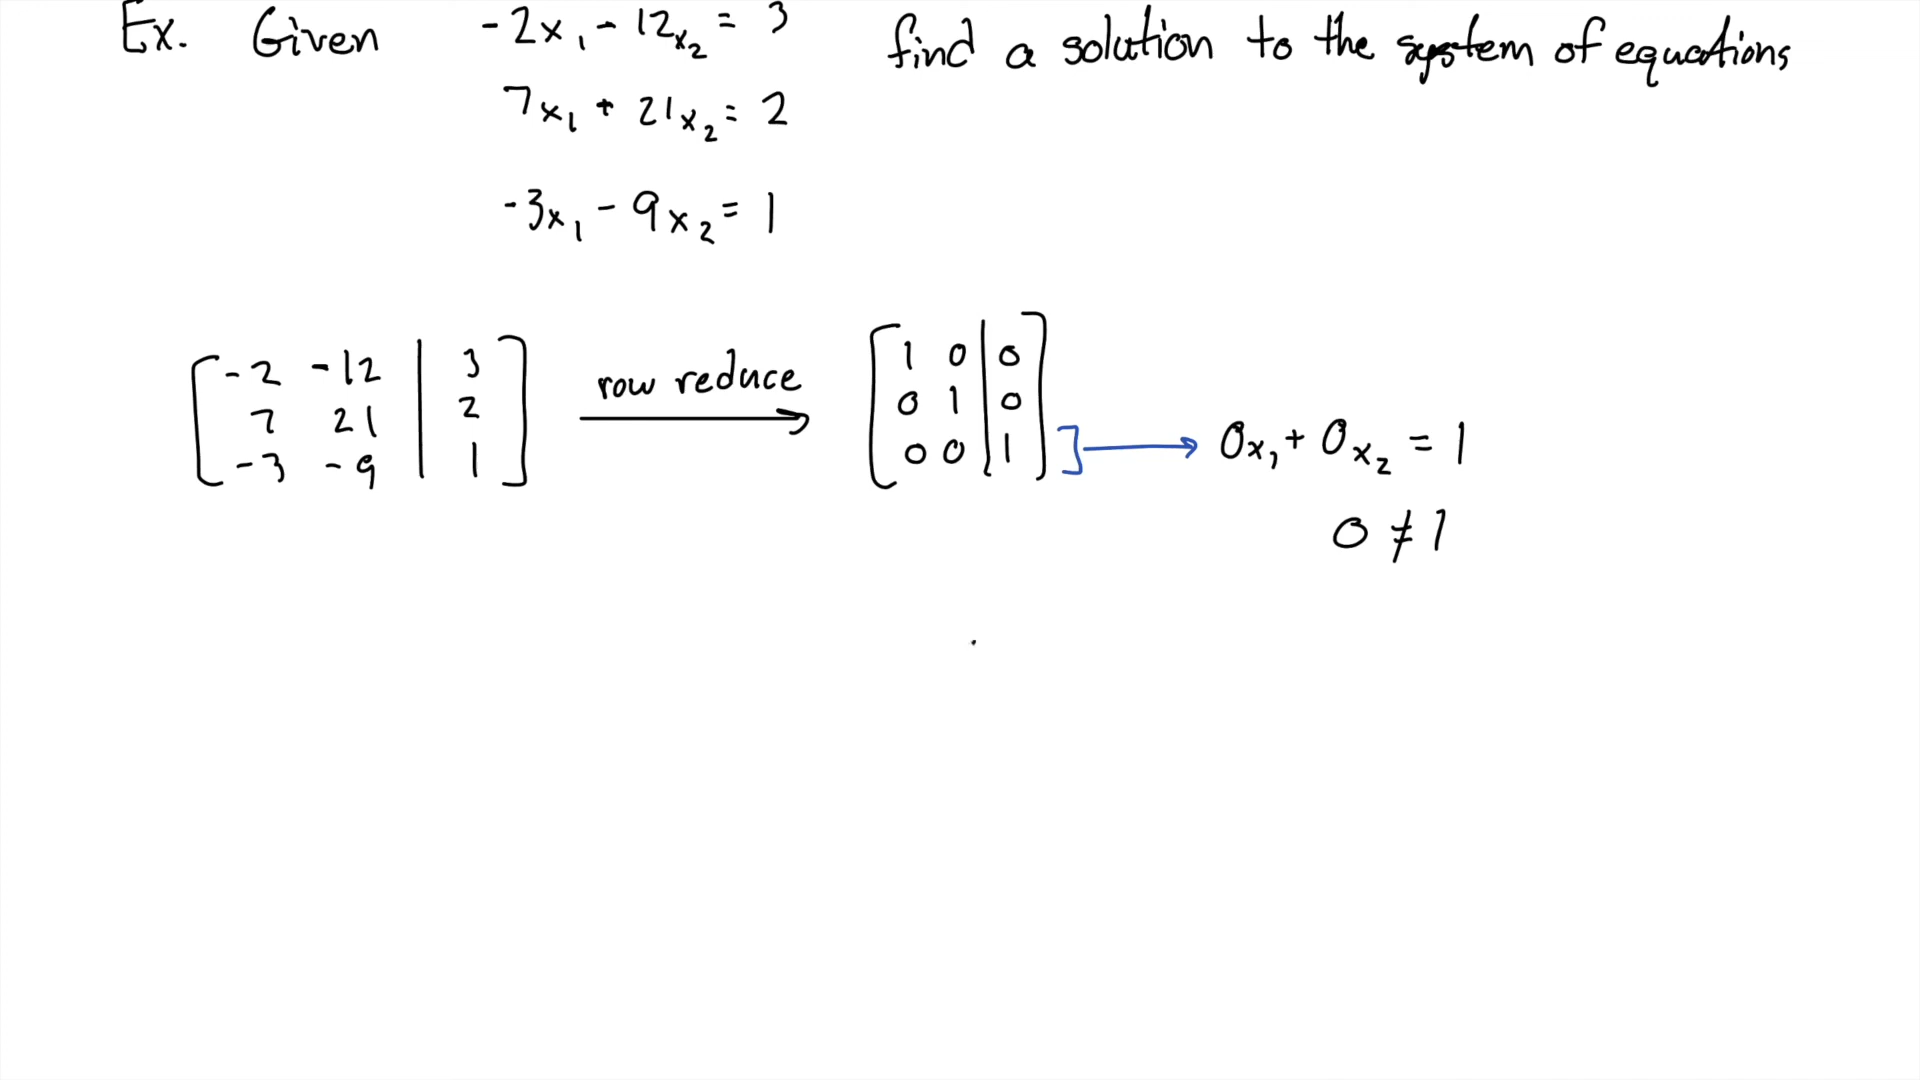 Ex. Given -2x₁ - 12x₂ = 3 find a solution to the system of equations
7x₁ + 21x₂ = 2
-3x₁ - 9x₂ = 1
[-2 -12 | 3] row reduce [1 0 | 0]
[7 21 | 2] [0 1 | 0]
[-3 -9 | 1] [0 0 | 1] ] → 0x₁ + 0x₂ = 1
0 ≠ 1